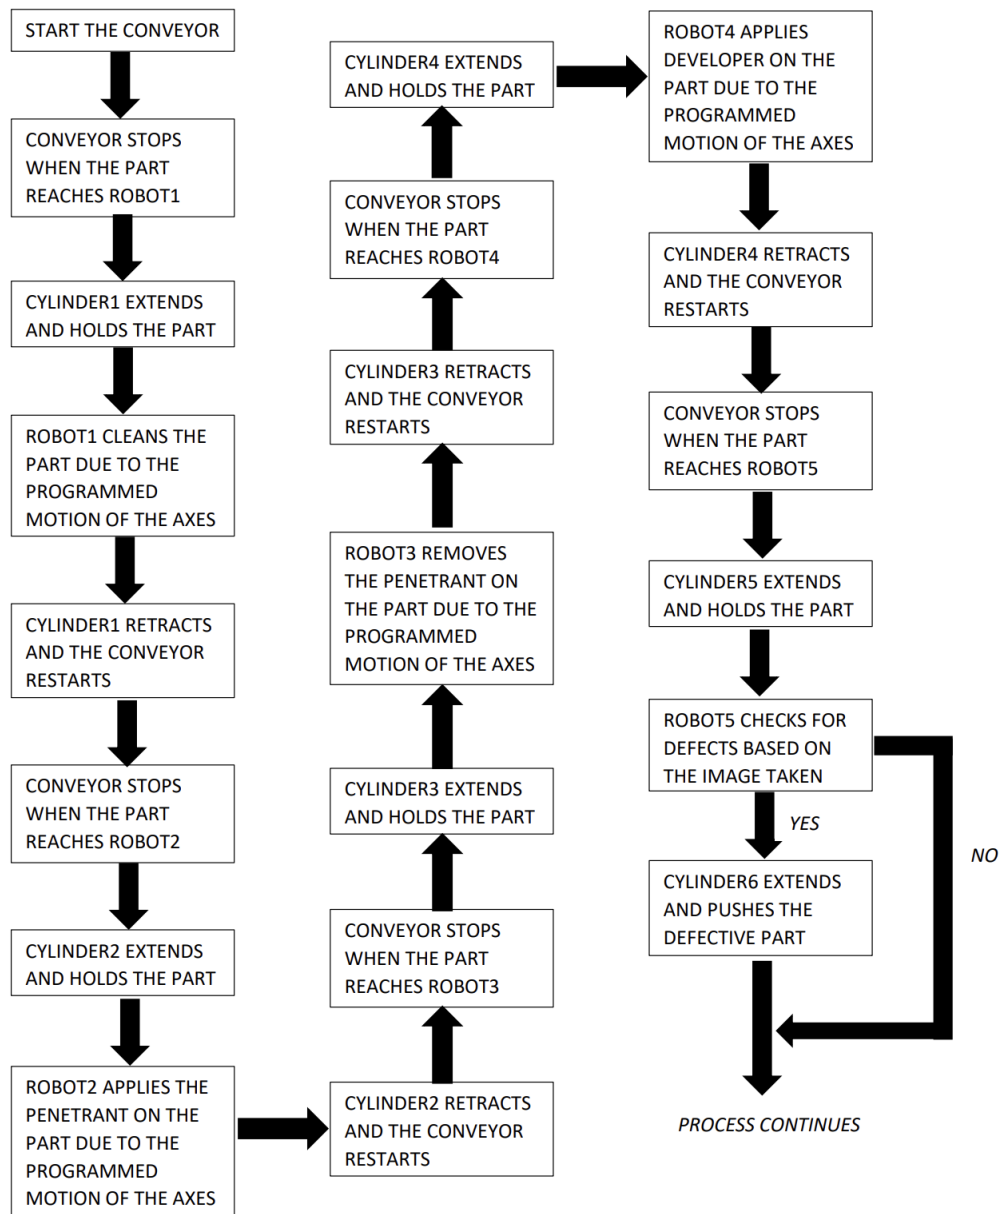 START THE CONVEYOR
CONVEYOR STOPS
WHEN THE PART
REACHES ROBOT1
CYLINDER1 EXTENDS
AND HOLDS THE PART
ROBOT1 CLEANS THE
PART DUE TO THE
PROGRAMMED
MOTION OF THE AXES
CYLINDER1 RETRACTS
AND THE CONVEYOR
RESTARTS
CONVEYOR STOPS
WHEN THE PART
REACHES ROBOT2
CYLINDER2 EXTENDS
AND HOLDS THE PART
ROBOT2 APPLIES THE
PENETRANT ON THE
PART DUE TO THE
PROGRAMMED
MOTION OF THE AXES
CYLINDER2 RETRACTS
AND THE CONVEYOR
RESTARTS
CONVEYOR STOPS
WHEN THE PART
REACHES ROBOT3
CYLINDER3 EXTENDS
AND HOLDS THE PART
ROBOT3 REMOVES
THE PENETRANT ON
THE PART DUE TO THE
PROGRAMMED
MOTION OF THE AXES
CYLINDER3 RETRACTS
AND THE CONVEYOR
RESTARTS
CONVEYOR STOPS
WHEN THE PART
REACHES ROBOT4
CYLINDER4 EXTENDS
AND HOLDS THE PART
ROBOT4 APPLIES
DEVELOPER ON THE
PART DUE TO THE
PROGRAMMED
MOTION OF THE AXES
CYLINDER4 RETRACTS
AND THE CONVEYOR
RESTARTS
CONVEYOR STOPS
WHEN THE PART
REACHES ROBOT5
CYLINDER5 EXTENDS
AND HOLDS THE PART
ROBOT5 CHECKS FOR
DEFECTS BASED ON
THE IMAGE TAKEN
YES
NO
CYLINDER6 EXTENDS
AND PUSHES THE
DEFECTIVE PART
PROCESS CONTINUES